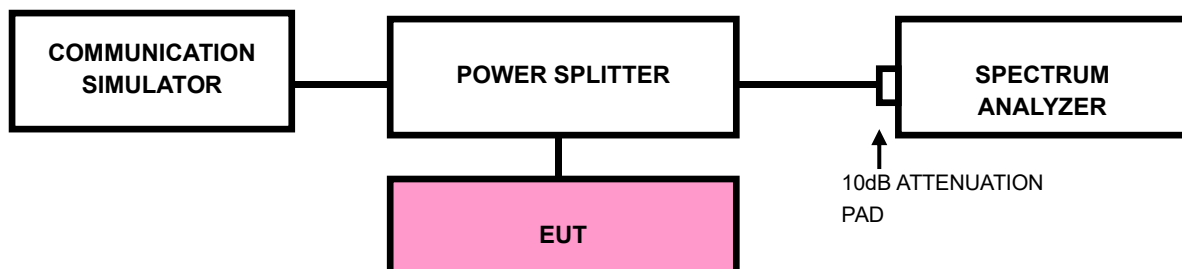 COMMUNICATION
SIMULATOR
POWER SPLITTER
SPECTRUM
ANALYZER
10dB ATTENUATION
PAD
EUT